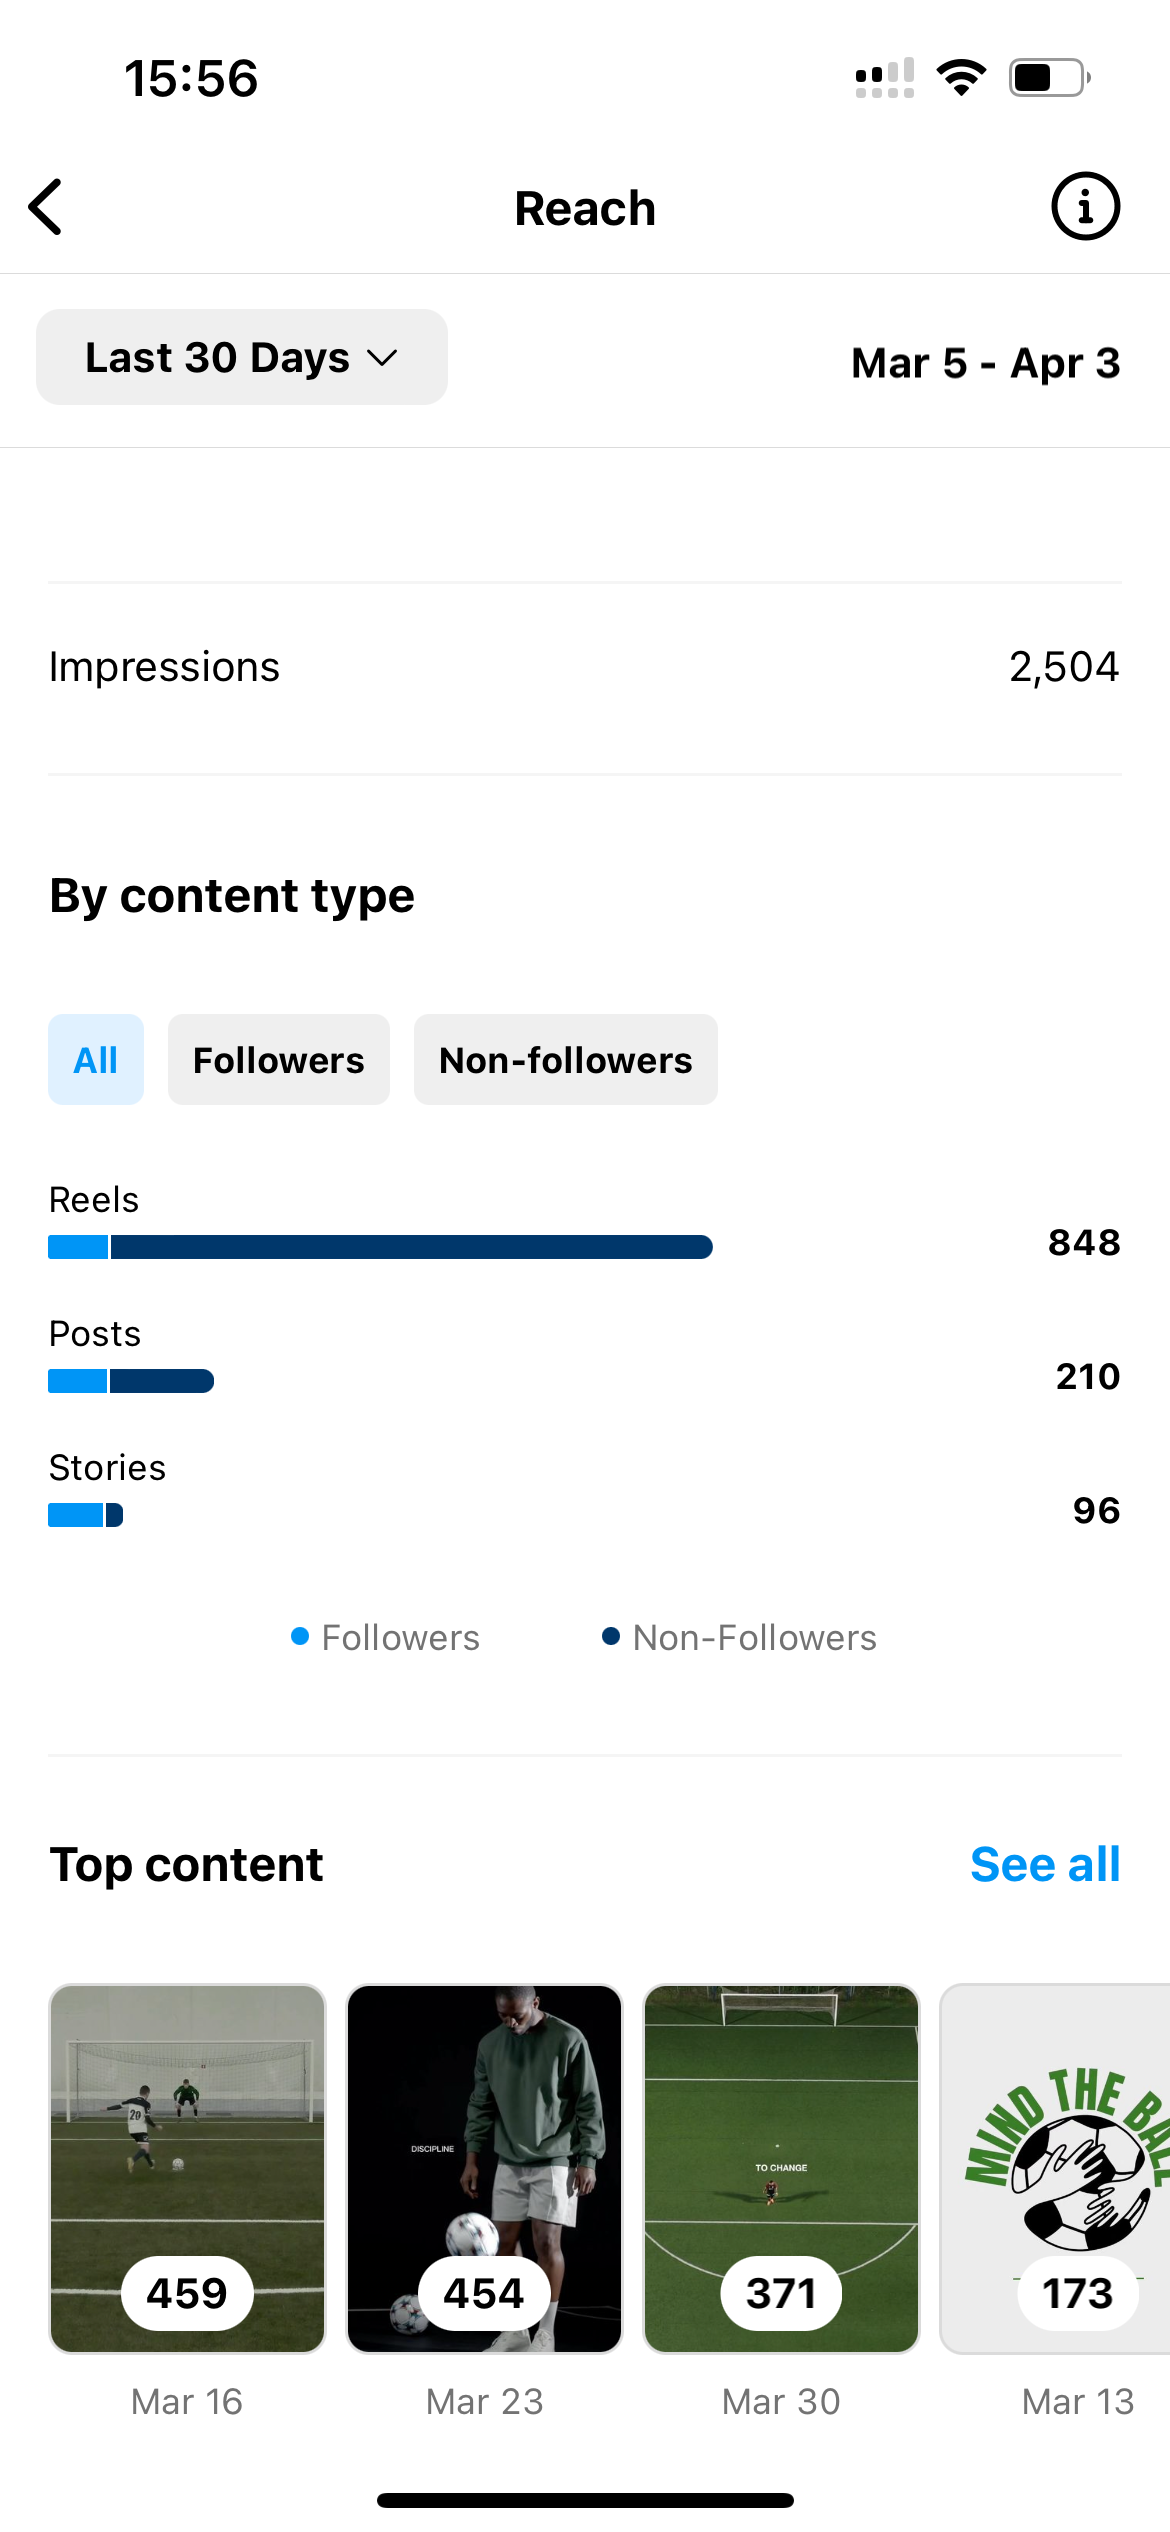 15:56
Reach
Last 30 Days
Mar 5 - Apr 3
Impressions
2,504
By content type
All
Followers
Non-followers
Reels
848
Posts
210
Stories
96
Followers
Non-Followers
Top content
See all
20
DISCIPLINE
TO CHANGE
MIND THE BALL
459
454
371
173
Mar 16
Mar 23
Mar 30
Mar 13